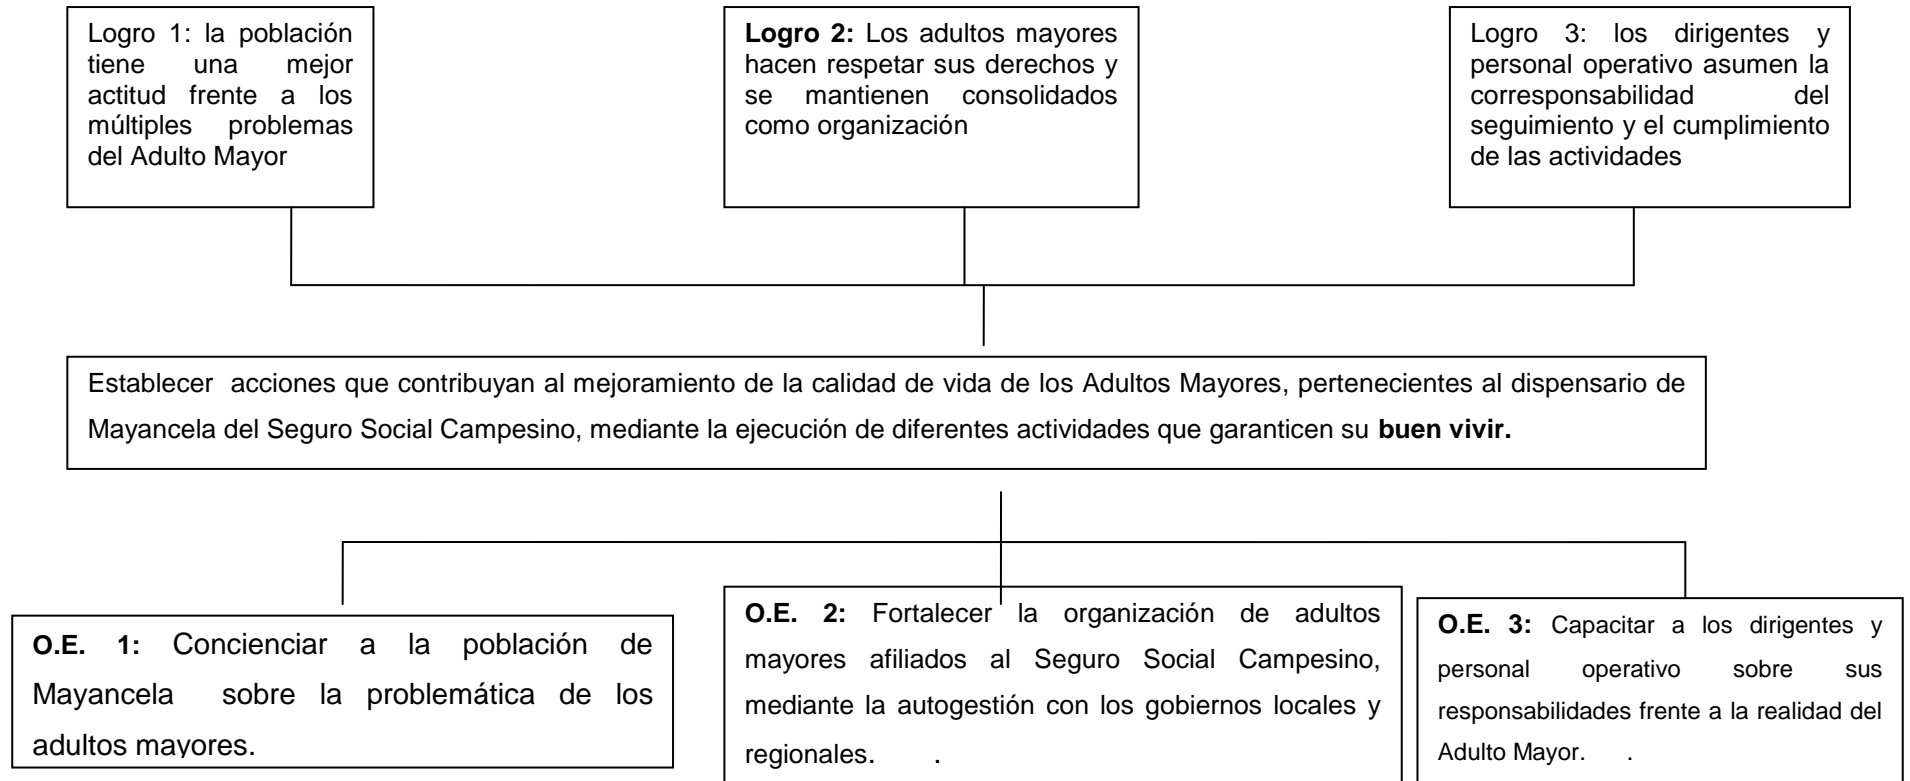 Logro 1: la población
tiene una mejor
actitud frente a los
múltiples problemas
del Adulto Mayor
Logro 2: Los adultos mayores
hacen respetar sus derechos y
se mantienen consolidados
como organización
Logro 3: los dirigentes y
personal operativo asumen la
corresponsabilidad del
seguimiento y el cumplimiento
de las actividades
Establecer acciones que contribuyan al mejoramiento de la calidad de vida de los Adultos Mayores, pertenecientes al dispensario de
Mayancela del Seguro Social Campesino, mediante la ejecución de diferentes actividades que garanticen su buen vivir.
O.E. 1: Concienciar a la población de
Mayancela sobre la problemática de los
adultos mayores.
O.E. 2: Fortalecer la organización de adultos
mayores afiliados al Seguro Social Campesino,
mediante la autogestión con los gobiernos locales y
regionales. .
O.E. 3: Capacitar a los dirigentes y
personal operativo sobre sus
responsabilidades frente a la realidad del
Adulto Mayor. .